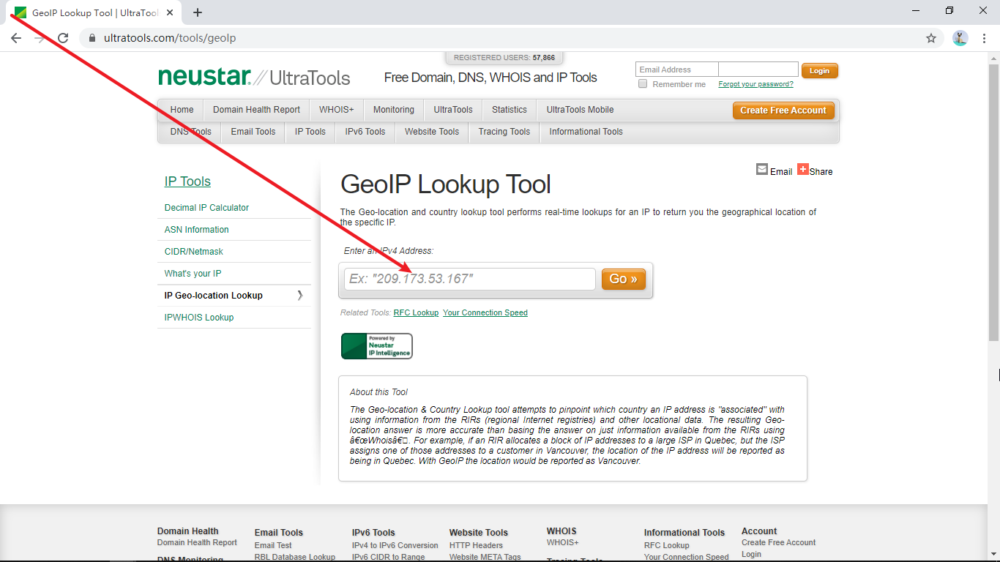 GeoIP Lookup Tool | UltraTool
ultratools.com/tools/geoIp
REGISTERED USERS: 57,866
neustar // UltraTools
Free Domain, DNS, WHOIS and IP Tools
Email Address
Login
Remember me
Forgot your password?
Home Domain Health Report WHOIS+ Monitoring UltraTools Statistics UltraTools Mobile
Create Free Account
DNS Tools Email Tools IP Tools IPv6 Tools Website Tools Tracing Tools Informational Tools
Email Share
IP Tools
Decimal IP Calculator
ASN Information
CIDR/Netmask
What's your IP
IP Geo-location Lookup
IPWHOIS Lookup
GeoIP Lookup Tool
The Geo-location and country lookup tool performs real-time lookups for an IP to return you the geographical location of
the specific IP.
Enter an IPv4 Address:
Ex: "209.173.53.167"
Go »
Related Tools: RFC Lookup Your Connection Speed
Powered by
Neustar
IP Intelligence
About this Tool
The Geo-location & Country Lookup tool attempts to pinpoint which country an IP address is "associated" with
using information from the RIRs (regional Internet registries) and other locational data. The resulting Geo-
location answer is more accurate than basing the answer on just information available from the RIRs using
â€œWhoisâ€. For example, if an RIR allocates a block of IP addresses to a large ISP in Quebec, but the ISP
assigns one of those addresses to a customer in Vancouver, the location of the IP address will be reported as
being in Quebec. With GeoIP the location would be reported as Vancouver.
Domain Health
Domain Health Report
DNS Monitoring
Email Tools
Email Test
RBL Database Lookup
IPv6 Tools
IPv4 to IPv6 Conversion
IPv6 CIDR to Range
Website Tools
HTTP Headers
Website META Tags
WHOIS
WHOIS+
Tracing Tools
Informational Tools
RFC Lookup
Your Connection Speed
Account
Create Free Account
Login